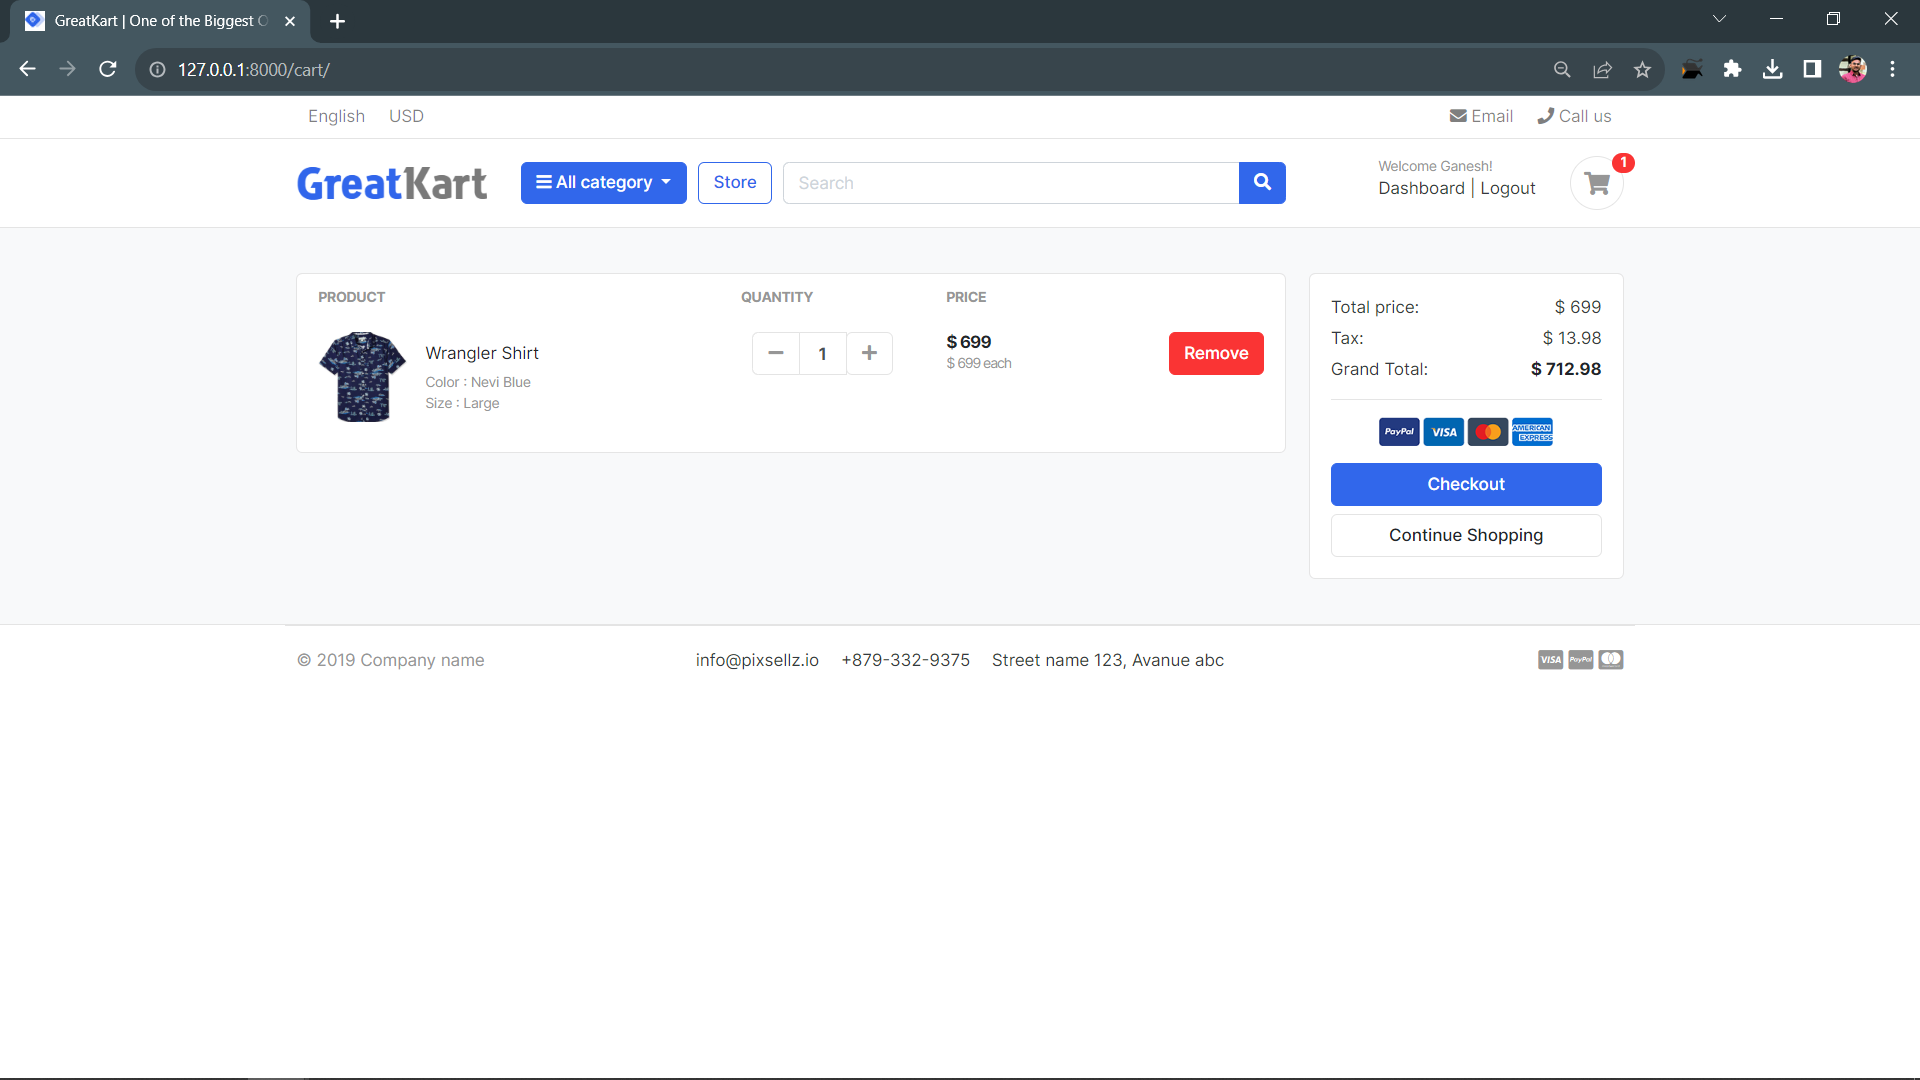 GreatKart | One of the Biggest O
127.0.0.1:8000/cart/
English USD
Email Call us
GreatKart
All category
Store
Search
Welcome Ganesh!
Dashboard | Logout
1
PRODUCT QUANTITY PRICE
Wrangler Shirt
Color : Nevi Blue
Size : Large
1
$ 699
$ 699 each
Remove
Total price: $ 699
Tax: $ 13.98
Grand Total: $ 712.98
PayPal VISA AMERICAN EXPRESS
Checkout
Continue Shopping
© 2019 Company name
info@pixsellz.io +879-332-9375 Street name 123, Avanue abc
VISA PayPal